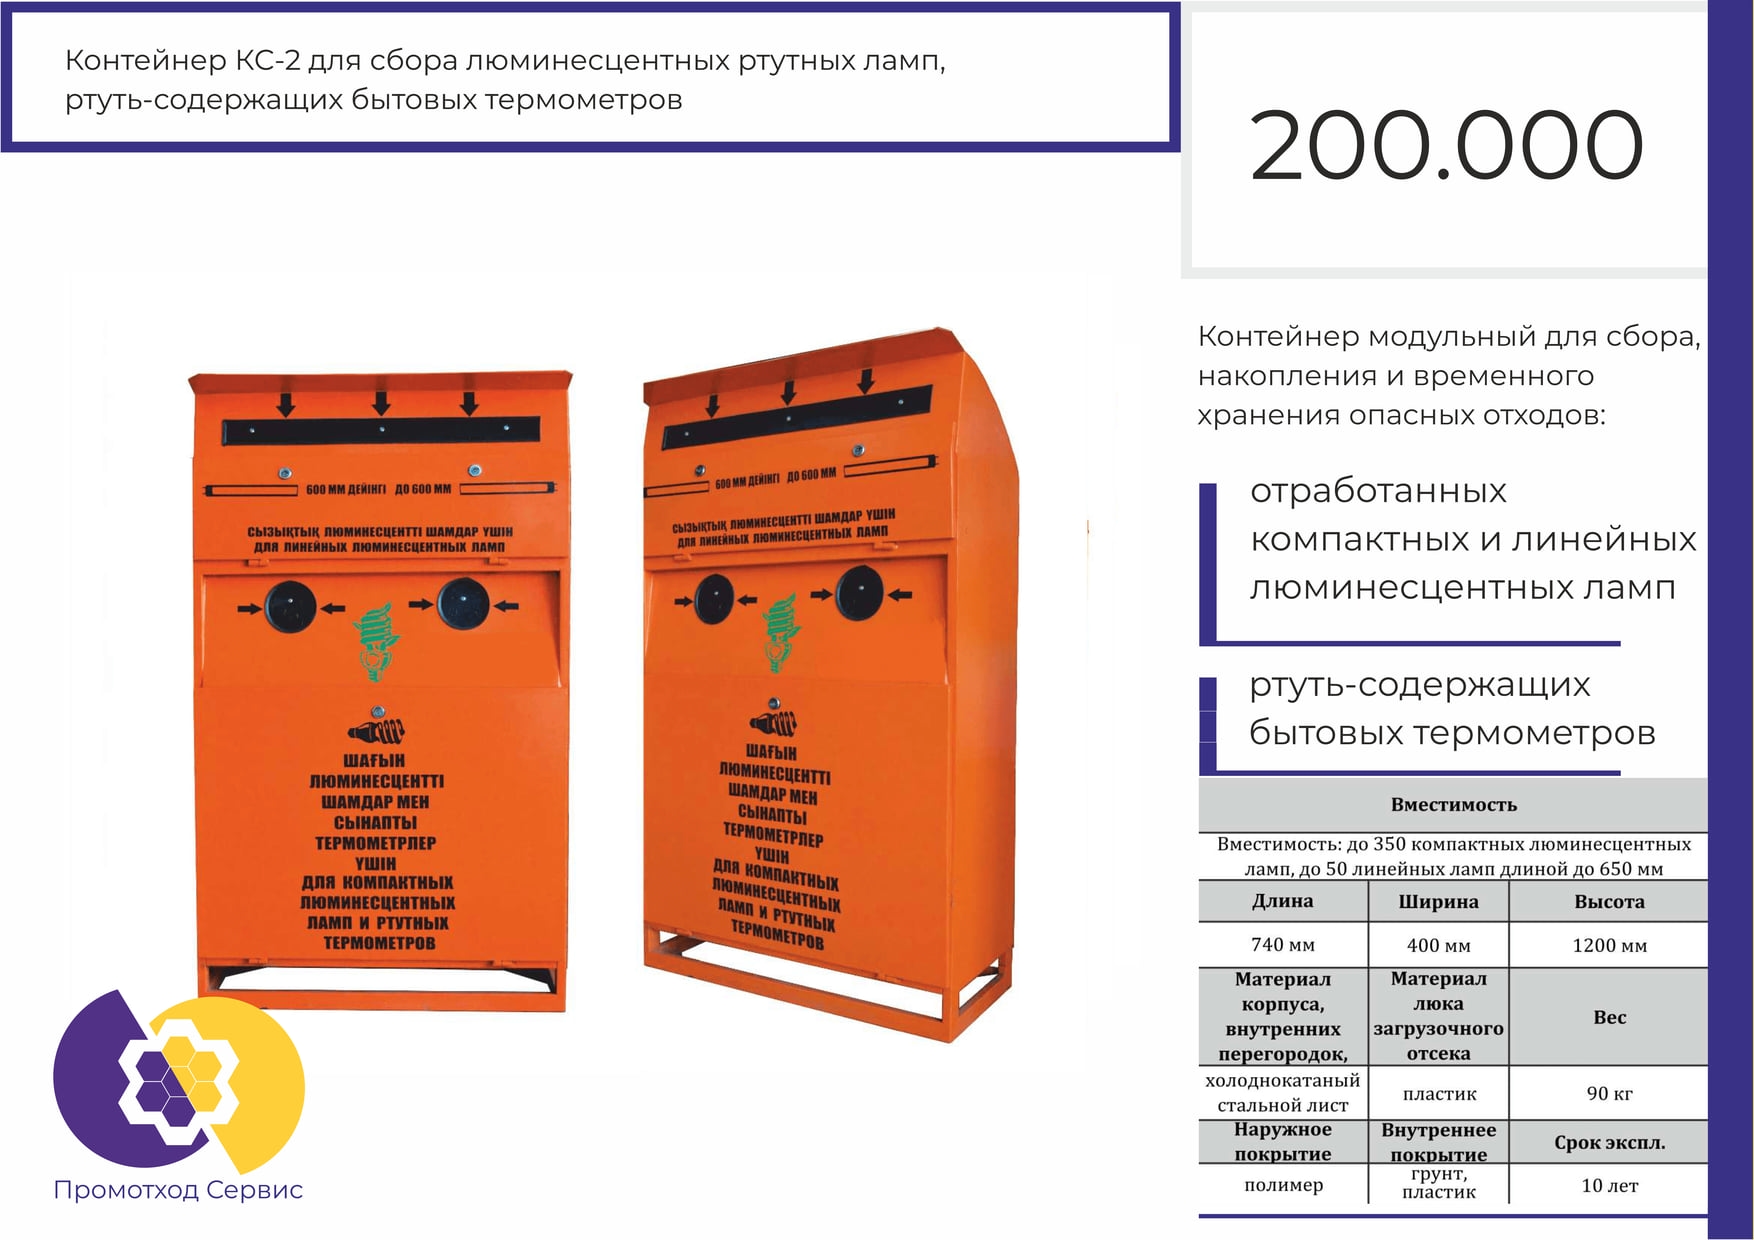 Контейнер КС-2 для сбора люминесцентных ртутных ламп,
ртуть-содержащих бытовых термометров
200.000
600 ММ ДЕЙІНГІ ДО 600 ММ
СЫЗЫҚТЫҚ ЛЮМИНЕСЦЕНТТІ ШАМДАР ҮШІН
ДЛЯ ЛИНЕЙНЫХ ЛЮМИНЕСЦЕНТНЫХ ЛАМП
ШАҒЫН
ЛЮМИНЕСЦЕНТТІ
ШАМДАР МЕН
СЫНАПТЫ
ТЕРМОМЕТРЛЕР
ҮШІН
ДЛЯ КОМПАКТНЫХ
ЛЮМИНЕСЦЕНТНЫХ
ЛАМП И РТУТНЫХ
ТЕРМОМЕТРОВ
600 ММ ДЕЙІНГІ ДО 600 ММ
СЫЗЫҚТЫҚ ЛЮМИНЕСЦЕНТТІ ШАМДАР ҮШІН
ДЛЯ ЛИНЕЙНЫХ ЛЮМИНЕСЦЕНТНЫХ ЛАМП
ШАҒЫН
ЛЮМИНЕСЦЕНТТІ
ШАМДАР МЕН
СЫНАПТЫ
ТЕРМОМЕТРЛЕР
ҮШІН
ДЛЯ КОМПАКТНЫХ
ЛЮМИНЕСЦЕНТНЫХ
ЛАМП И РТУТНЫХ
ТЕРМОМЕТРОВ
Промотход Сервис
Контейнер модульный для сбора,
накопления и временного
хранения опасных отходов:
отработанных
компактных и линейных
люминесцентных ламп
ртуть-содержащих
бытовых термометров
Вместимость
Вместимость: до 350 компактных люминесцентных
ламп, до 50 линейных ламп длиной до 650 мм
Длина Ширина Высота
740 мм 400 мм 1200 мм
Материал
корпуса,
внутренних
перегородок,
Материал
люка
загрузочного
отсека
Вес
холоднокатаный
стальной лист
пластик
90 кг
Наружное
покрытие
Внутреннее
покрытие
Срок экспл.
полимер
грунт,
пластик
10 лет